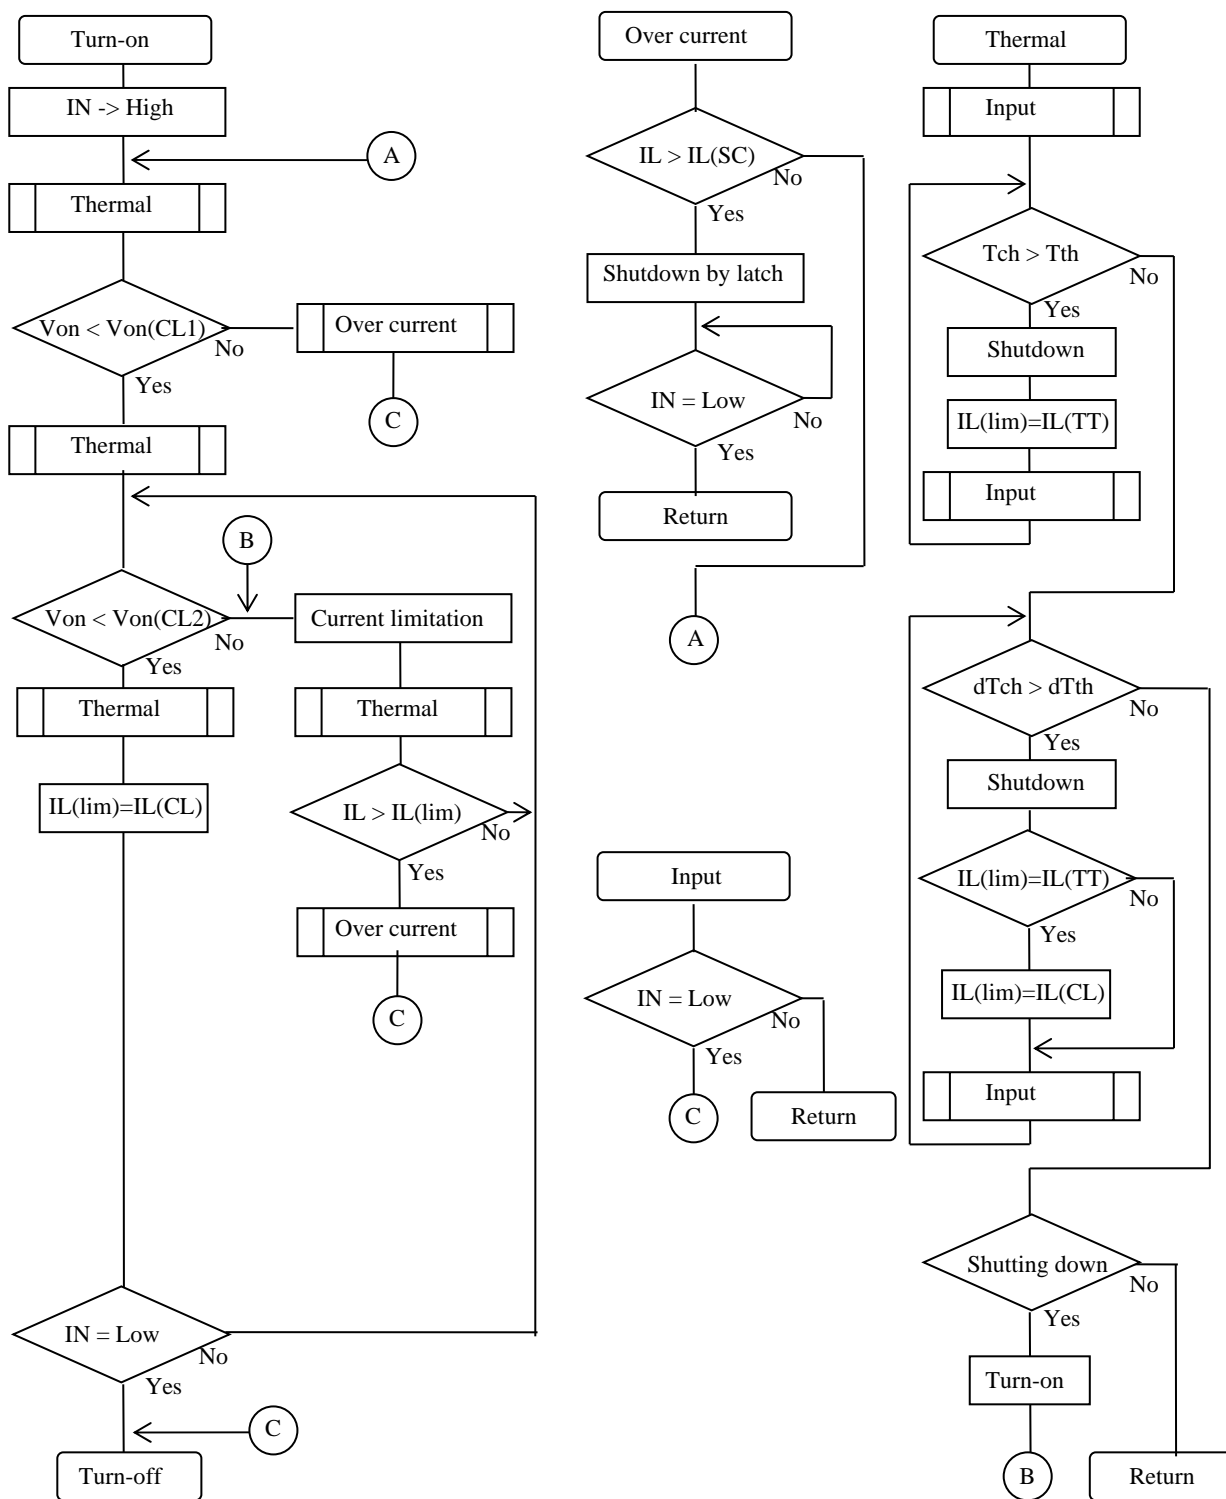 Turn-on
IN -> High
A
Thermal
Von < Von(CL1)
No
Yes
Over current
C
Thermal
B
Von < Von(CL2)
No
Yes
Current limitation
Thermal
Thermal
IL(lim)=IL(CL)
IL > IL(lim)
No
Yes
Over current
C
IN = Low
No
Yes
C
Turn-off
Over current
IL > IL(SC)
No
Yes
Shutdown by latch
IN = Low
No
Yes
Return
A
Input
IN = Low
No
Yes
C
Return
Thermal
Input
Tch > Tth
No
Yes
Shutdown
IL(lim)=IL(TT)
Input
dTch > dTth
No
Yes
Shutdown
IL(lim)=IL(TT)
No
Yes
IL(lim)=IL(CL)
Input
Shutting down
No
Yes
Turn-on
B
Return